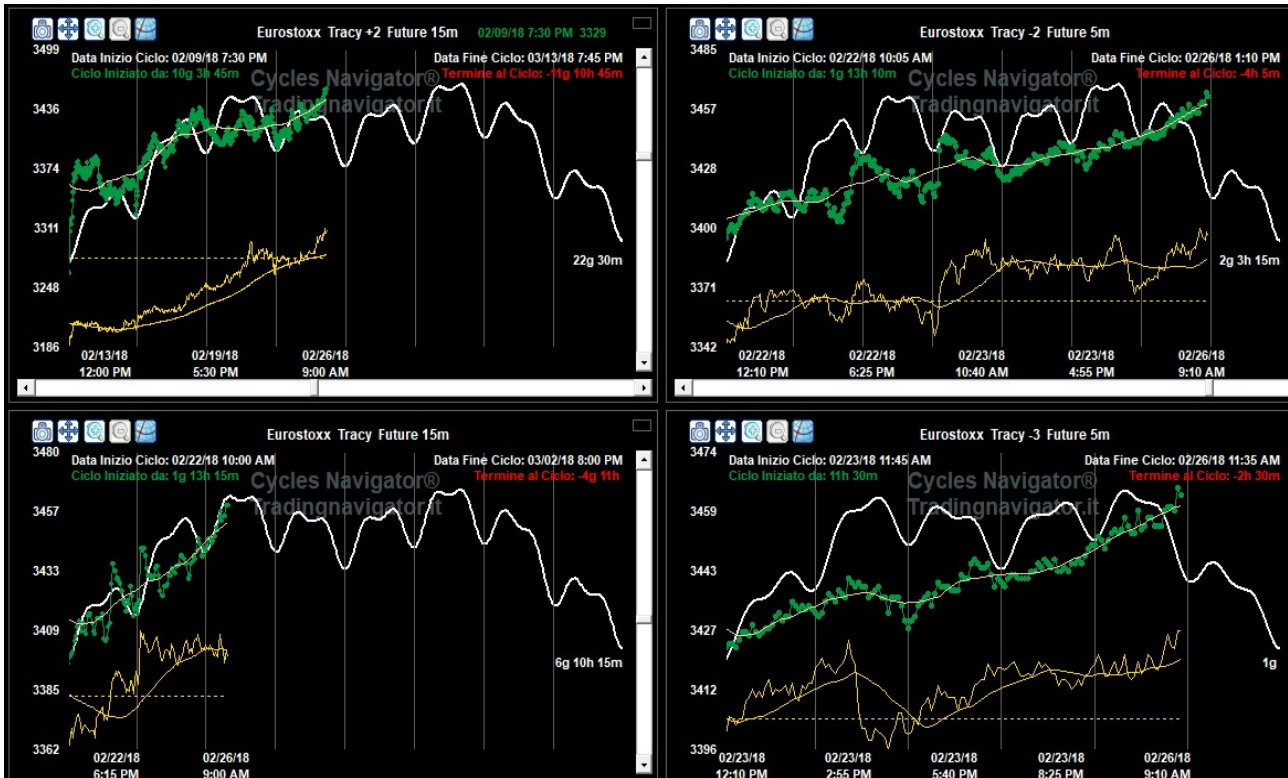 Eurostoxx Tracy +2 Future 15m 02/09/18 7:30 PM 3329
3499
Data Inizio Ciclo: 02/09/18 7:30 PM Data Fine Ciclo: 03/13/18 7:45 PM
Ciclo Iniziato da: 10g 3h 45m Termine al Ciclo: -11g 10h 45m
Cycles Navigator®
Tradingnavigator.it
3436
3374
3311
22g 30m
3248
3186
02/13/18 02/19/18 02/26/18
12:00 PM 5:30 PM 9:00 AM
Eurostoxx Tracy -2 Future 5m
3485
Data Inizio Ciclo: 02/22/18 10:05 AM Data Fine Ciclo: 02/26/18 1:10 PM
Ciclo Iniziato da: 1g 13h 10m Termine al Ciclo: -4h 5m
Cycles Navigator®
Tradingnavigator.it
3457
3428
3400
2g 3h 15m
3371
3342
02/22/18 02/22/18 02/23/18 02/23/18 02/26/18
12:10 PM 6:25 PM 10:40 AM 4:55 PM 9:10 AM
Eurostoxx Tracy Future 15m
3480
Data Inizio Ciclo: 02/22/18 10:00 AM Data Fine Ciclo: 03/02/18 8:00 PM
Ciclo Iniziato da: 1g 13h 15m Termine al Ciclo: -4g 11h
Cycles Navigator®
Tradingnavigator.it
3457
3433
3409
6g 10h 15m
3385
3362
02/22/18 02/26/18
6:15 PM 9:00 AM
Eurostoxx Tracy -3 Future 5m
3474
Data Inizio Ciclo: 02/23/18 11:45 AM Data Fine Ciclo: 02/26/18 11:35 AM
Ciclo Iniziato da: 11h 30m Termine al Ciclo: -2h 30m
Cycles Navigator®
Tradingnavigator.it
3459
3443
3427
1g
3412
3396
02/23/18 02/23/18 02/23/18 02/23/18 02/26/18
12:10 PM 2:55 PM 5:40 PM 8:25 PM 9:10 AM